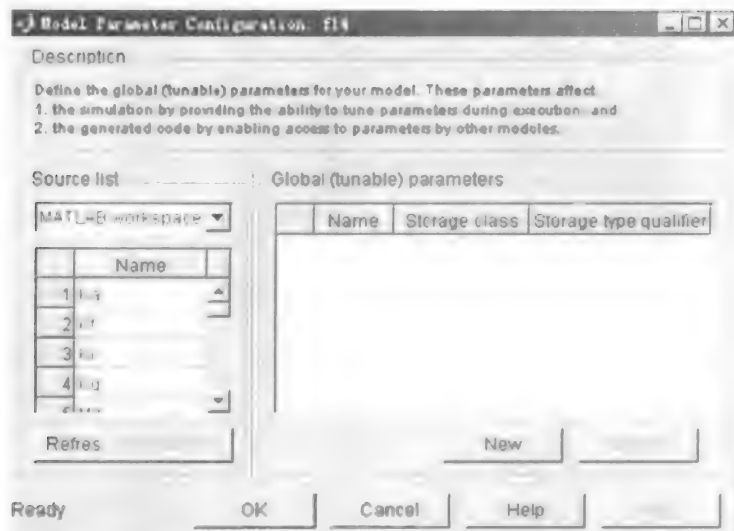 Model Parameter Configuration: f14
Description
Define the global (tunable) parameters for your model. These parameters affect
1. the simulation by providing the ability to tune parameters during execution, and
2. the generated code by enabling access to parameters by other modules.
Source list
Global (tunable) parameters
MATLAB workspace
Name Storage class Storage type qualifier
Name
1
2
3
4
Refres
New
Ready OK Cancel Help